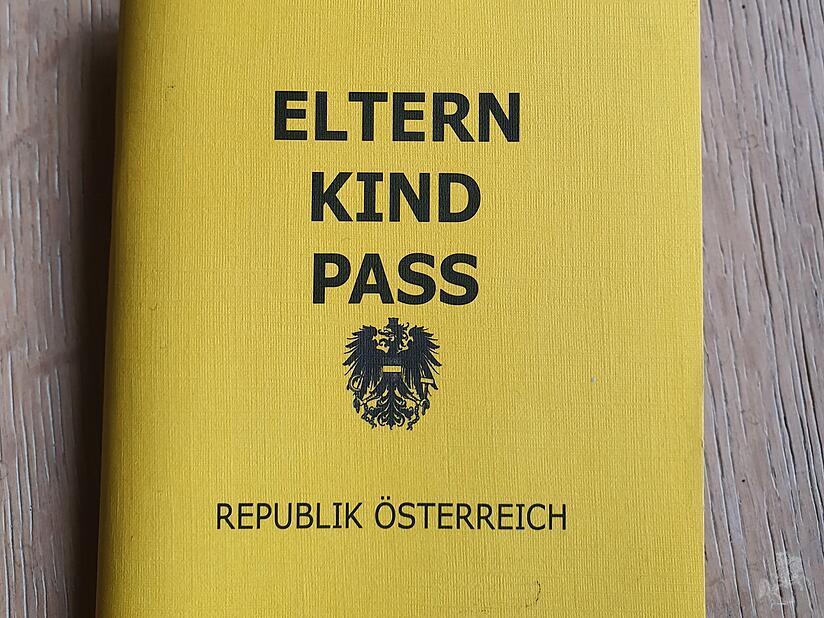 ELTERN
KIND
PASS
REPUBLIK ÖSTERREICH